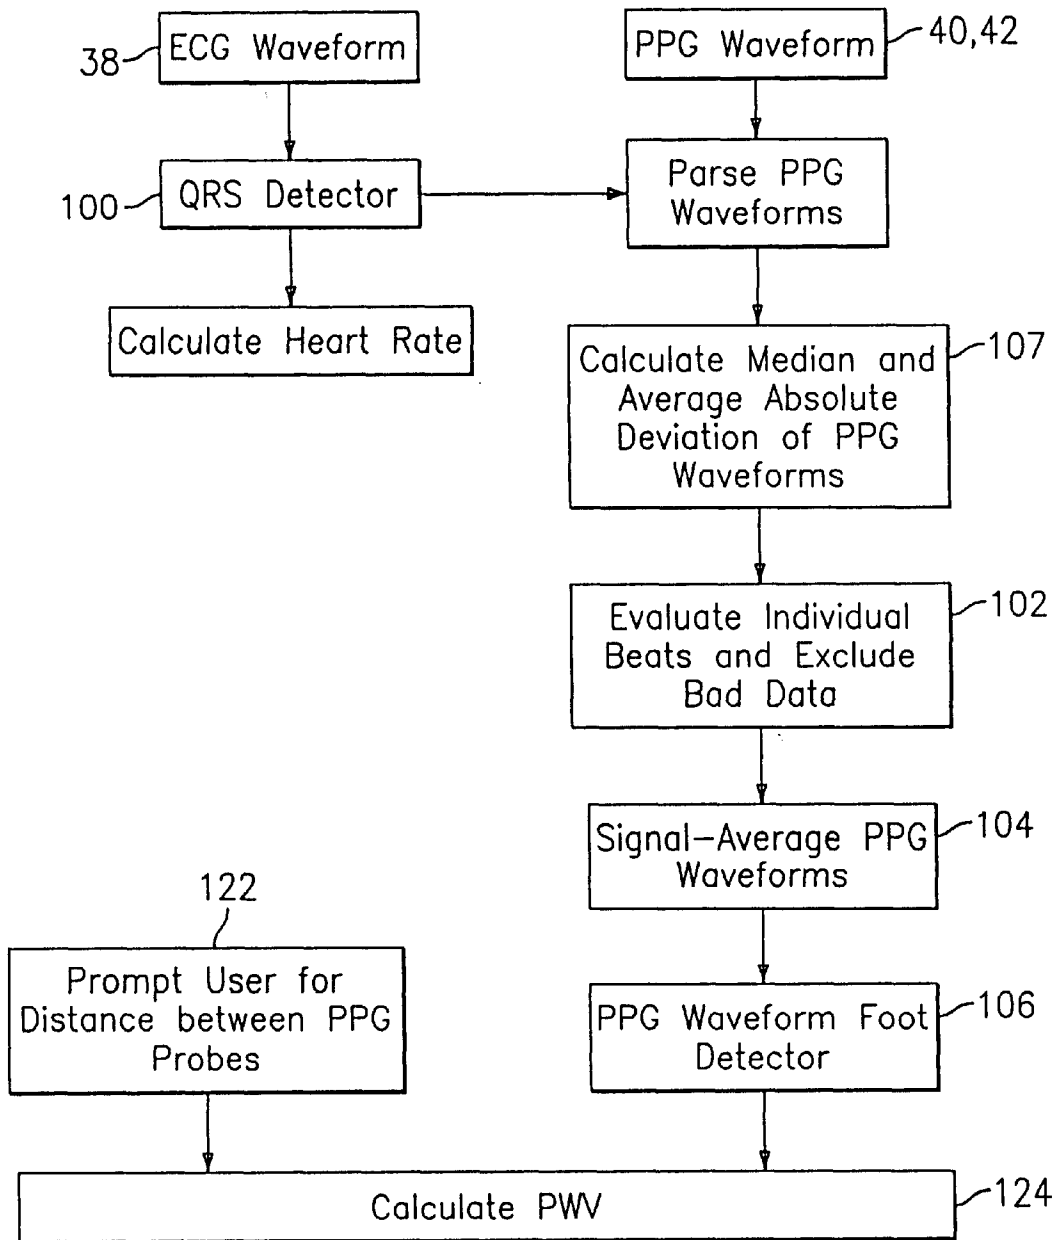 38
ECG Waveform
PPG Waveform
40,42
100
QRS Detector
Parse PPG
Waveforms
Calculate Heart Rate
Calculate Median and
Average Absolute
Deviation of PPG
Waveforms
107
Evaluate Individual
Beats and Exclude
Bad Data
102
Signal-Average PPG
Waveforms
104
122
Prompt User for
Distance between PPG
Probes
PPG Waveform Foot
Detector
106
Calculate PWV
124